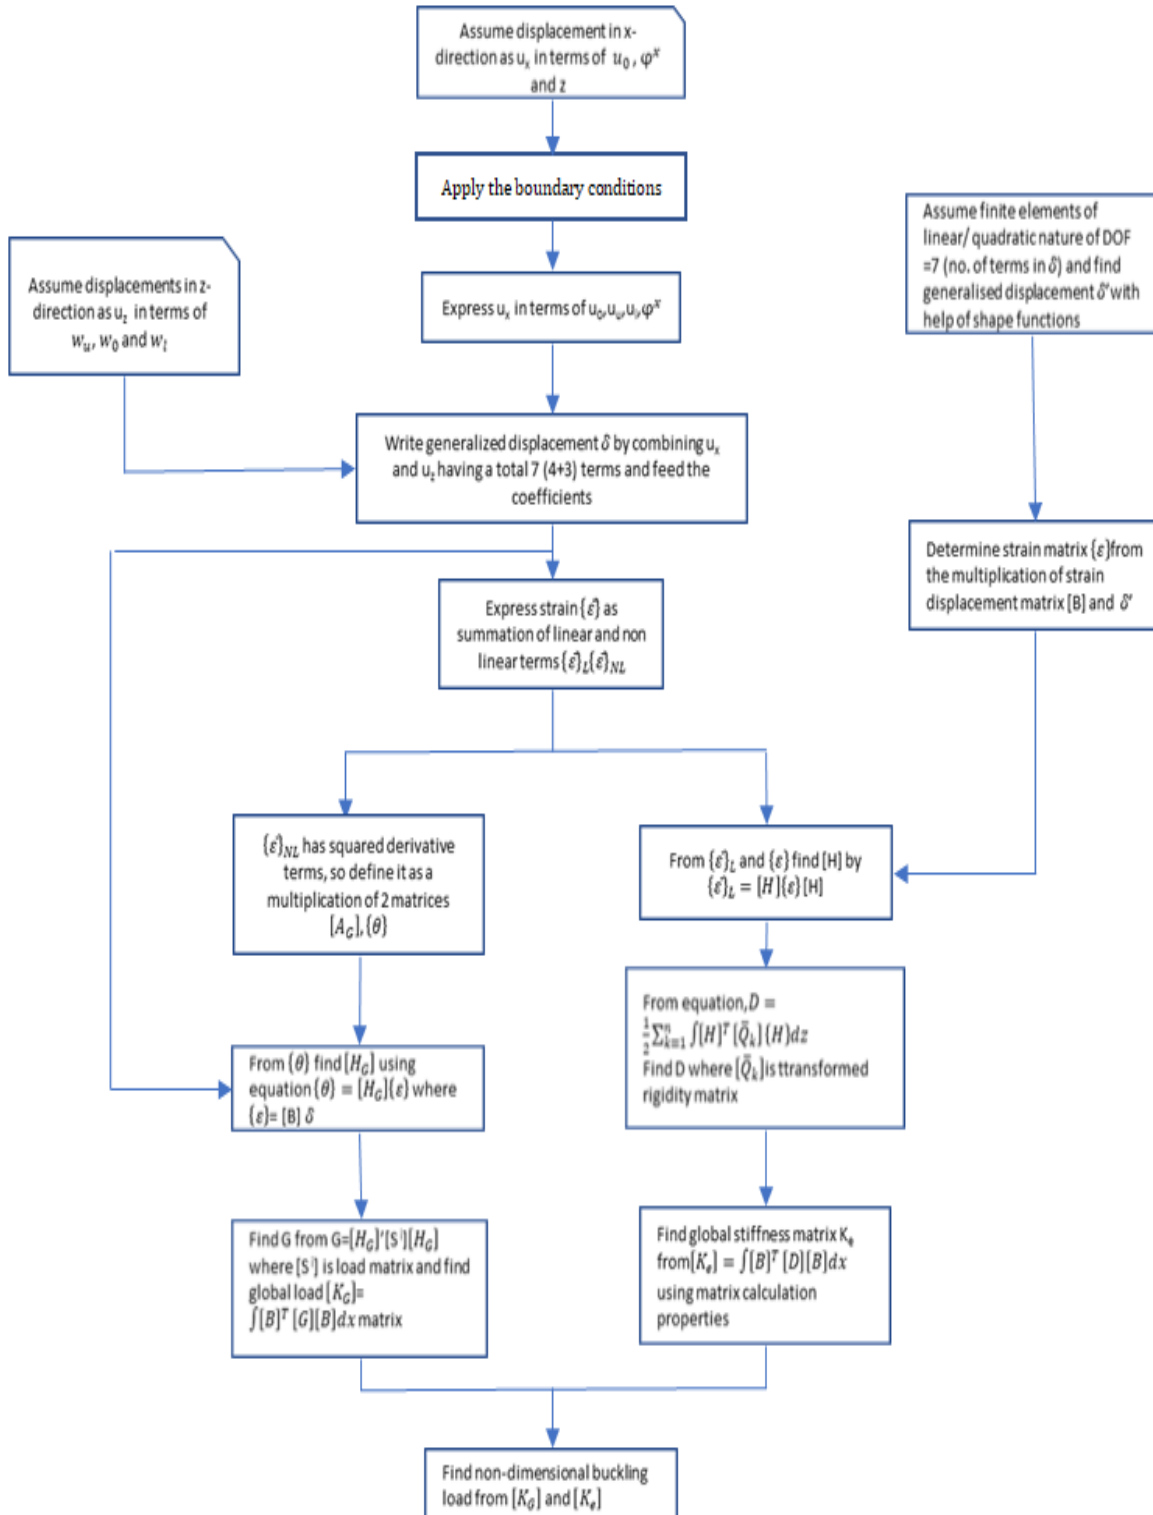 Assume displacement in x-
direction as uₓ in terms of u₀ , φˣ
and z
Apply the boundary conditions
Express uₓ in terms of u₀,uᵤ,uₗ,φˣ
Assume displacements in z-
direction as u_z in terms of
wᵤ, w₀ and wₗ
Assume finite elements of
linear/ quadratic nature of DOF
=7 (no. of terms in δ) and find
generalised displacement δ′ with
help of shape functions
Write generalized displacement δ by combining uₓ
and u_z having a total 7 (4+3) terms and feed the
coefficients
Determine strain matrix {ε}from
the multiplication of strain
displacement matrix [B] and δ′
Express strain {ε̄} as
summation of linear and non
linear terms {ε̄}_L{ε̄}_NL
{ε̄}_NL has squared derivative
terms, so define it as a
multiplication of 2 matrices
[A_G], {θ}
From {ε̄}_L and {ε} find [H] by
{ε̄}_L = [H]{ε} [H]
From {θ} find [H_G] using
equation {θ} = [H_G]{ε} where
{ε}= [B] δ
From equation, D =
½ ∑ₖ₌₁ⁿ ∫[H]ᵀ [Q̄ₖ] {H}dz
Find D where [Q̄ₖ]is ttransformed
rigidity matrix
Find G from G=[H_G]′[Sⁱ][H_G]
where [Sⁱ] is load matrix and find
global load [K_G]=
∫[B]ᵀ [G][B]dx matrix
Find global stiffness matrix Kₑ
from[Kₑ] = ∫[B]ᵀ [D][B]dx
using matrix calculation
properties
Find non-dimensional buckling
load from [K_G] and [Kₑ]